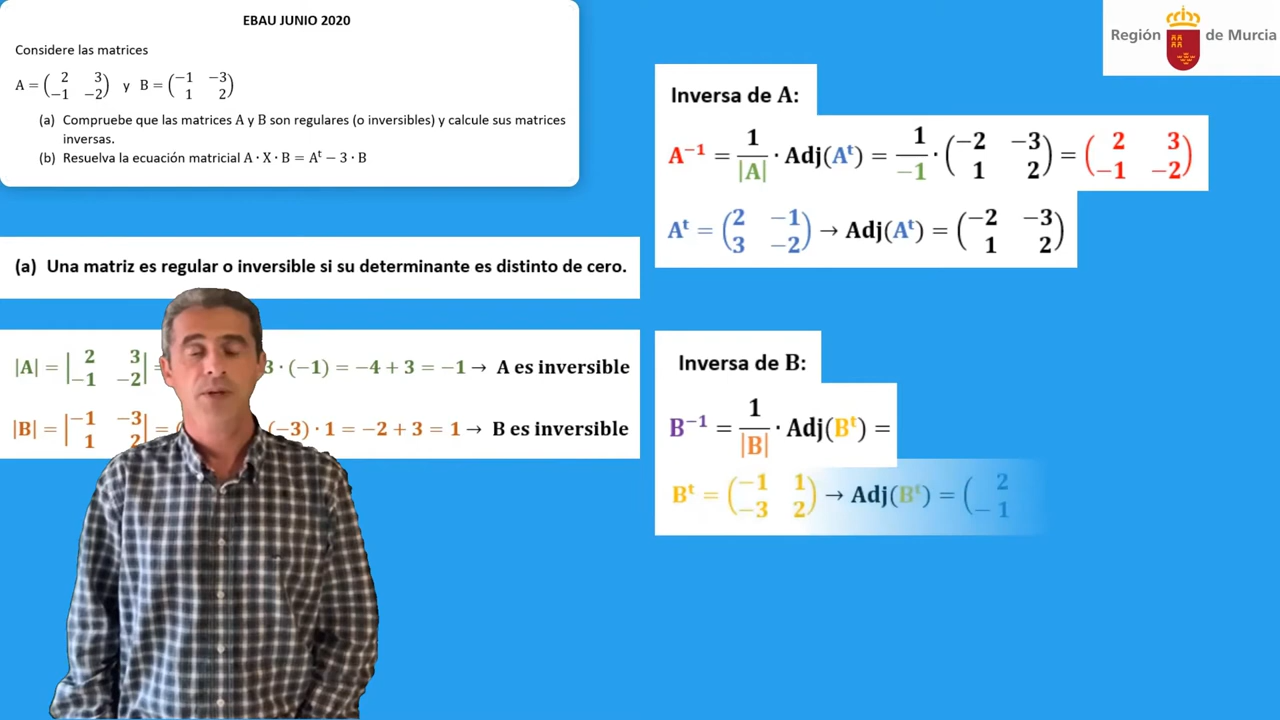 EBAU JUNIO 2020
Considere las matrices
A = ( 2 3 −1 −2 ) y B = ( −1 −3 1 2 )
(a) Compruebe que las matrices A y B son regulares (o inversibles) y calcule sus matrices
inversas.
(b) Resuelva la ecuación matricial A · X · B = Aᵗ − 3 · B
(a) Una matriz es regular o inversible si su determinante es distinto de cero.
|A| = | 2 3 −1 −2 | = 3 · (−1) = −4 + 3 = −1 → A es inversible
|B| = | −1 −3 1 2 | = ( (−3) · 1 = −2 + 3 = 1 → B es inversible
Región de Murcia
Inversa de A:
A⁻¹ = 1/|A| · Adj(Aᵗ) = 1/−1 · ( −2 −3 1 2 ) = ( 2 3 −1 −2 )
Aᵗ = ( 2 −1 3 −2 ) → Adj(Aᵗ) = ( −2 −3 1 2 )
Inversa de B:
B⁻¹ = 1/|B| · Adj(Bᵗ) =
Bᵗ = ( −1 1 −3 2 ) → Adj(Bᵗ) = ( 2 −1